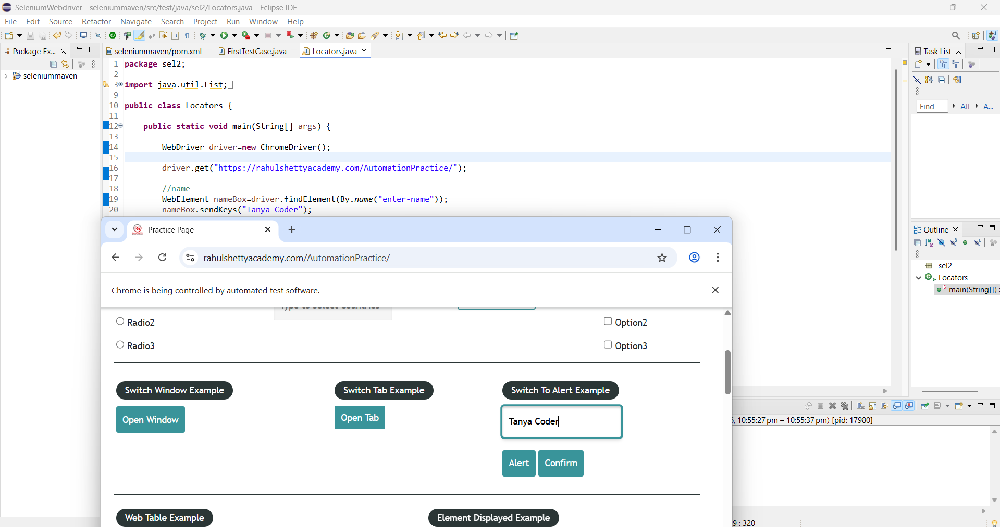 SeleniumWebdriver - seleniummaven/src/test/java/sel2/Locators.java - Eclipse IDE
File Edit Source Refactor Navigate Search Project Run Window Help
Package Ex...
seleniummaven
seleniummaven/pom.xml FirstTestCase.java Locators.java
1 package sel2;
2
3 import java.util.List;
9
10 public class Locators {
11
12 public static void main(String[] args) {
13
14 WebDriver driver=new ChromeDriver();
15
16 driver.get("https://rahulshettyacademy.com/AutomationPractice/");
17
18 //name
19 WebElement nameBox=driver.findElement(By.name("enter-name"));
20 nameBox.sendKeys("Tanya Coder");
Task List
Find All A...
Outline
sel2
Locators
main(String[]) :
Practice Page
rahulshettyacademy.com/AutomationPractice/
Chrome is being controlled by automated test software.
Type to Select Countries
Radio2 Option2
Radio3 Option3
Switch Window Example Switch Tab Example Switch To Alert Example
Open Window Open Tab Tanya Coder
Alert Confirm
Web Table Example Element Displayed Example
, 10:55:27 pm – 10:55:37 pm) [pid: 17980]
9 : 320